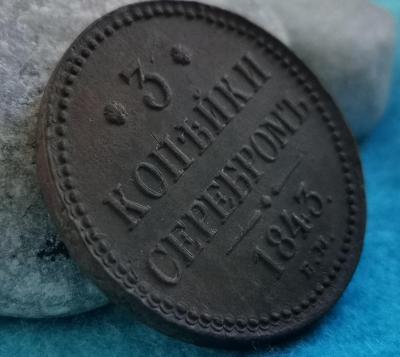 * 3 *
КОПѢЙКИ
СЕРЕБРОМЪ
1843.
Е.М.